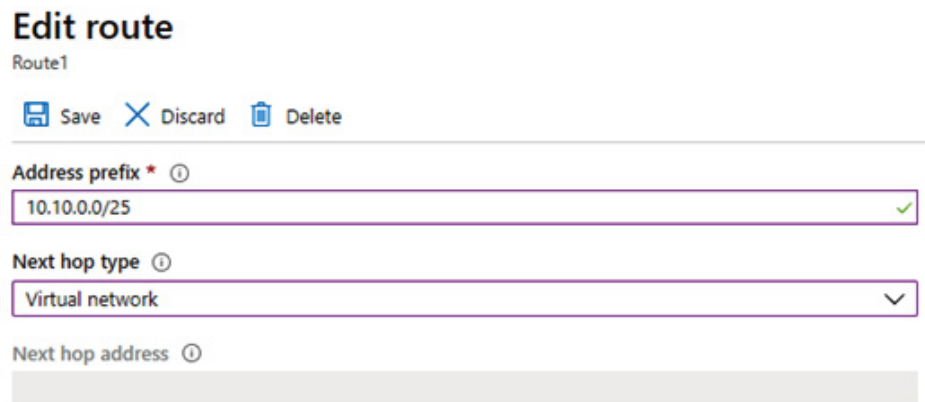 Edit route
Route1
Save Discard Delete
Address prefix *
10.10.0.0/25
Next hop type
Virtual network
Next hop address